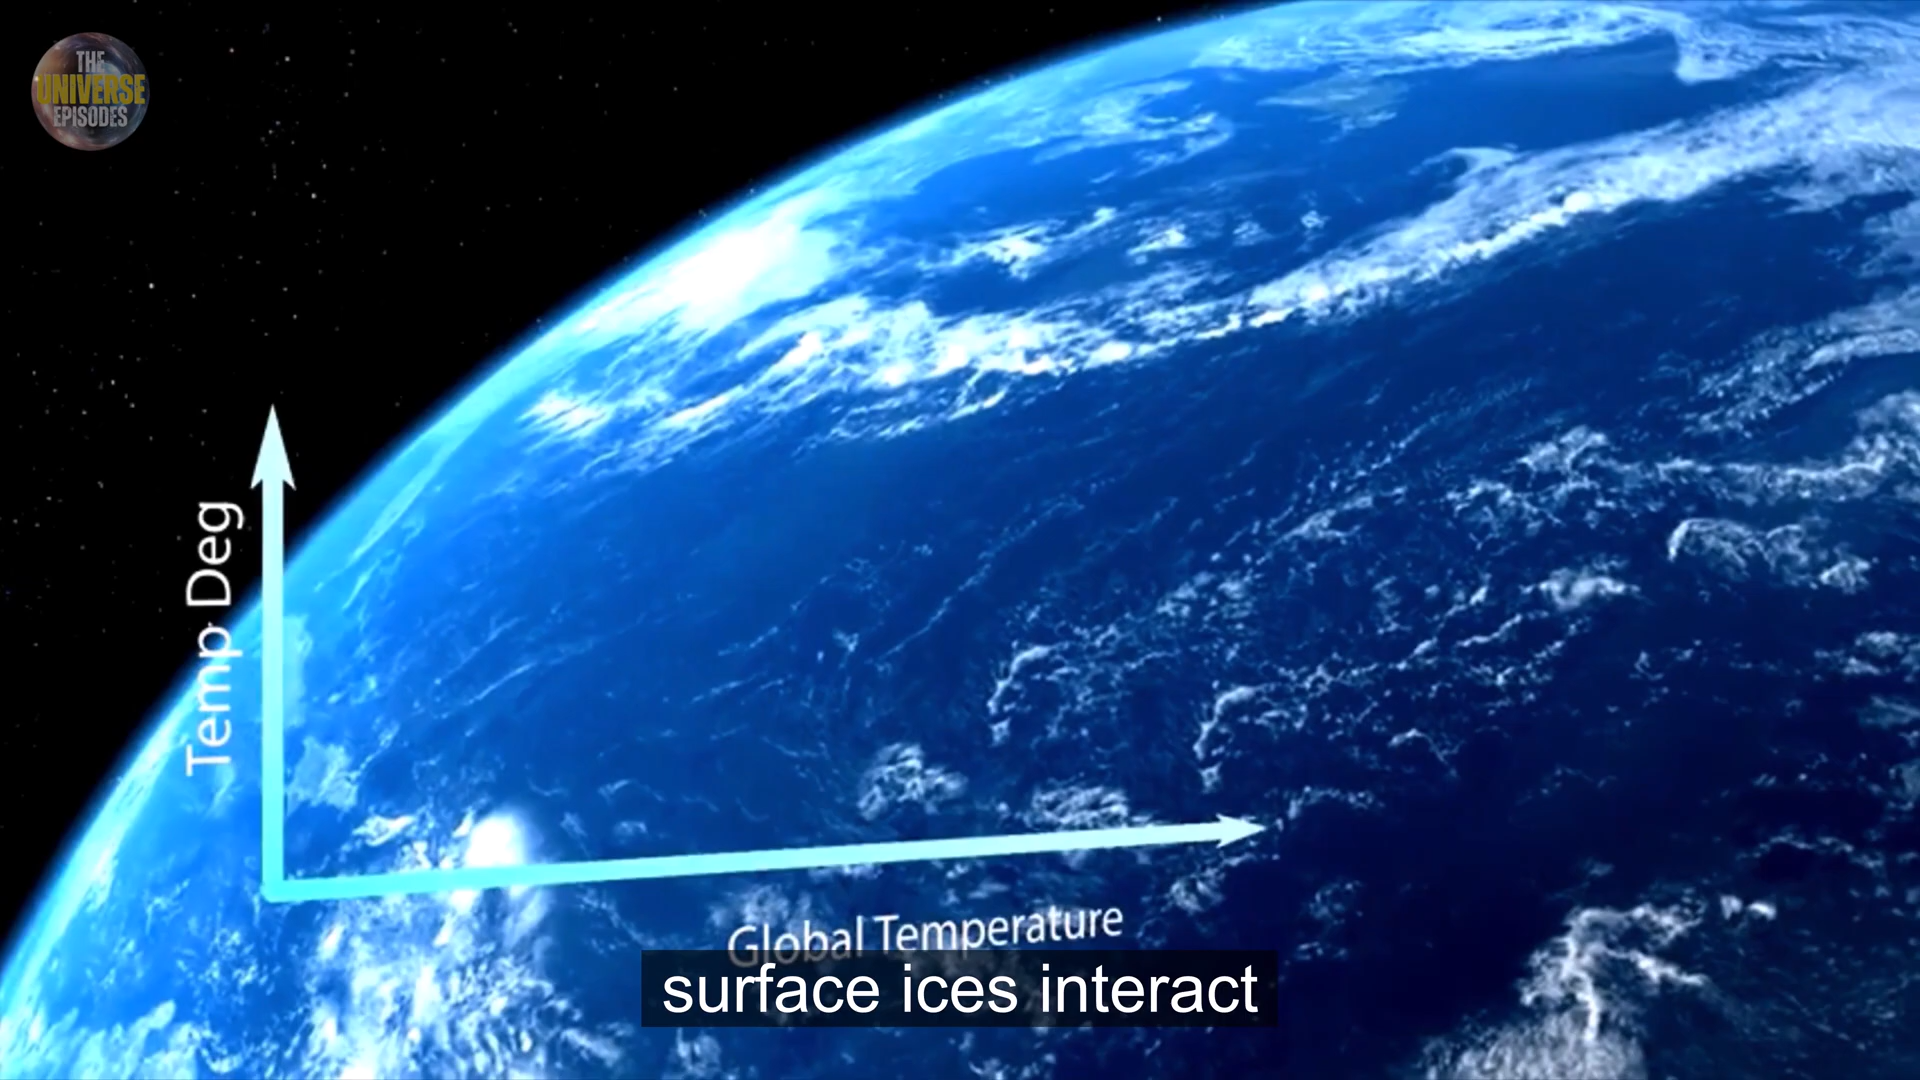 THE
UNIVERSE
EPISODES
Temp Deg
Global Temperature
surface ices interact